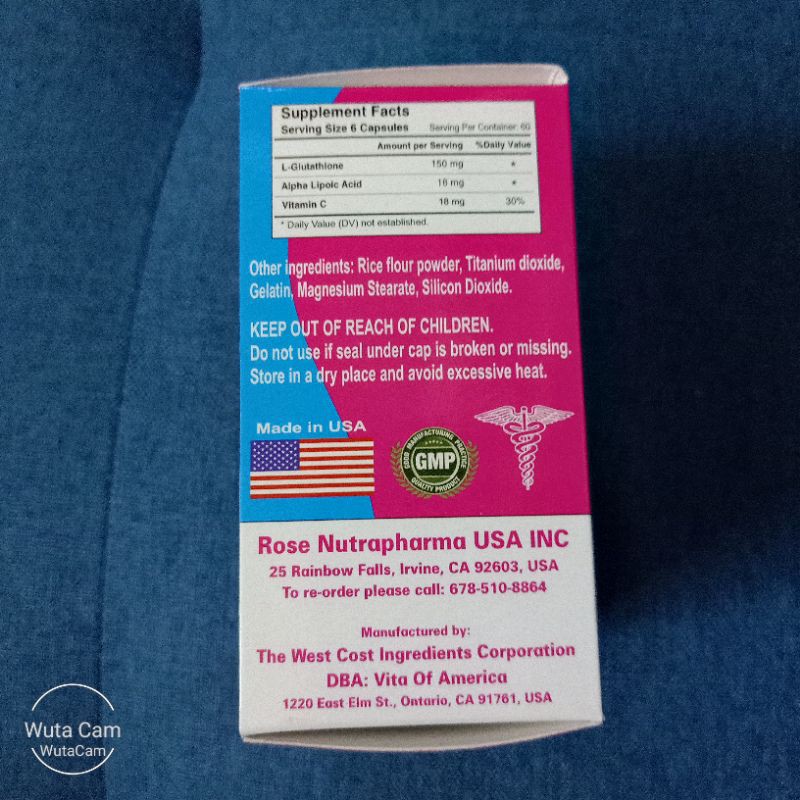 Supplement Facts
Serving Size 6 Capsules Serving Per Container: 60
Amount per Serving %Daily Value
L-Glutathione 150 mg *
Alpha Lipoic Acid 18 mg *
Vitamin C 18 mg 30%
* Daily Value (DV) not established.
Other ingredients: Rice flour powder, Titanium dioxide,
Gelatin, Magnesium Stearate, Silicon Dioxide.
KEEP OUT OF REACH OF CHILDREN.
Do not use if seal under cap is broken or missing.
Store in a dry place and avoid excessive heat.
Made in USA
GOOD MANUFACTURING PRACTICE
GMP
QUALITY PRODUCT
Rose Nutrapharma USA INC
25 Rainbow Falls, Irvine, CA 92603, USA
To re-order please call: 678-510-8864
Manufactured by:
The West Cost Ingredients Corporation
DBA: Vita Of America
1220 East Elm St., Ontario, CA 91761, USA
Wuta Cam
WutaCam